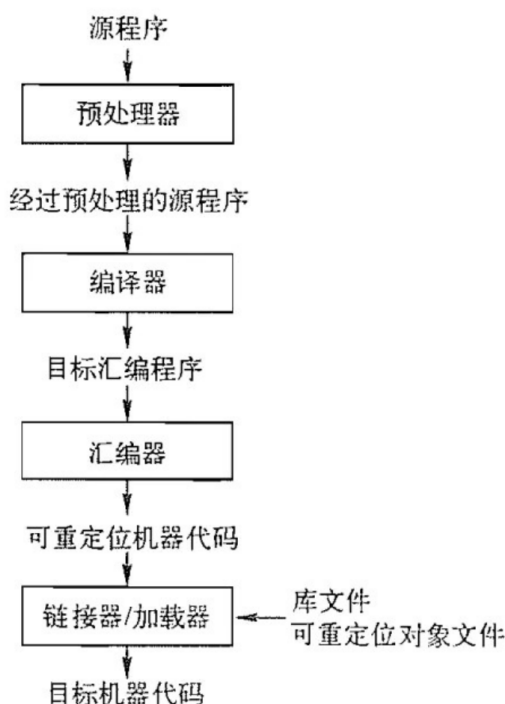 源程序
预处理器
经过预处理的源程序
编译器
目标汇编程序
汇编器
可重定位机器代码
链接器/加载器
库文件
可重定位对象文件
目标机器代码